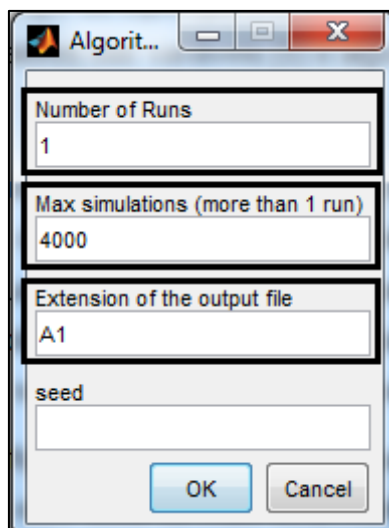 Algorit...
Number of Runs
1
Max simulations (more than 1 run)
4000
Extension of the output file
A1
seed
OK Cancel